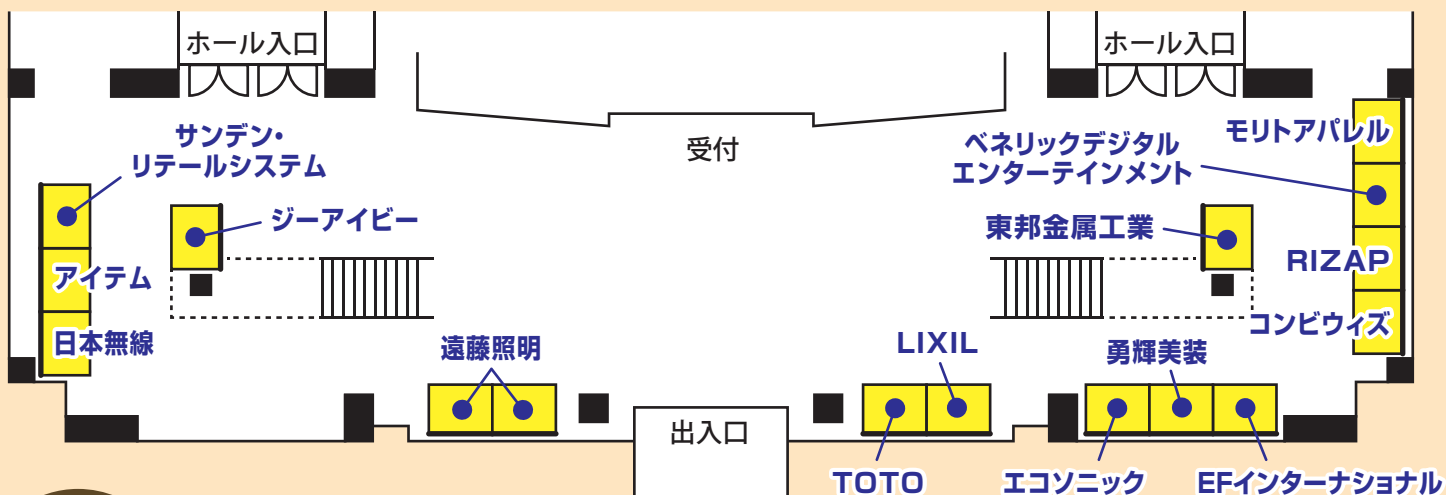 ホール入口
ホール入口
サンデン・
リテールシステム
受付
ベネリックデジタル
エンターテインメント
モリトアパレル
ジーアイビー
東邦金属工業
アイテム
RIZAP
日本無線
遠藤照明
LIXIL
勇輝美装
コンビウィズ
出入口
TOTO
エコソニック
EFインターナショナル